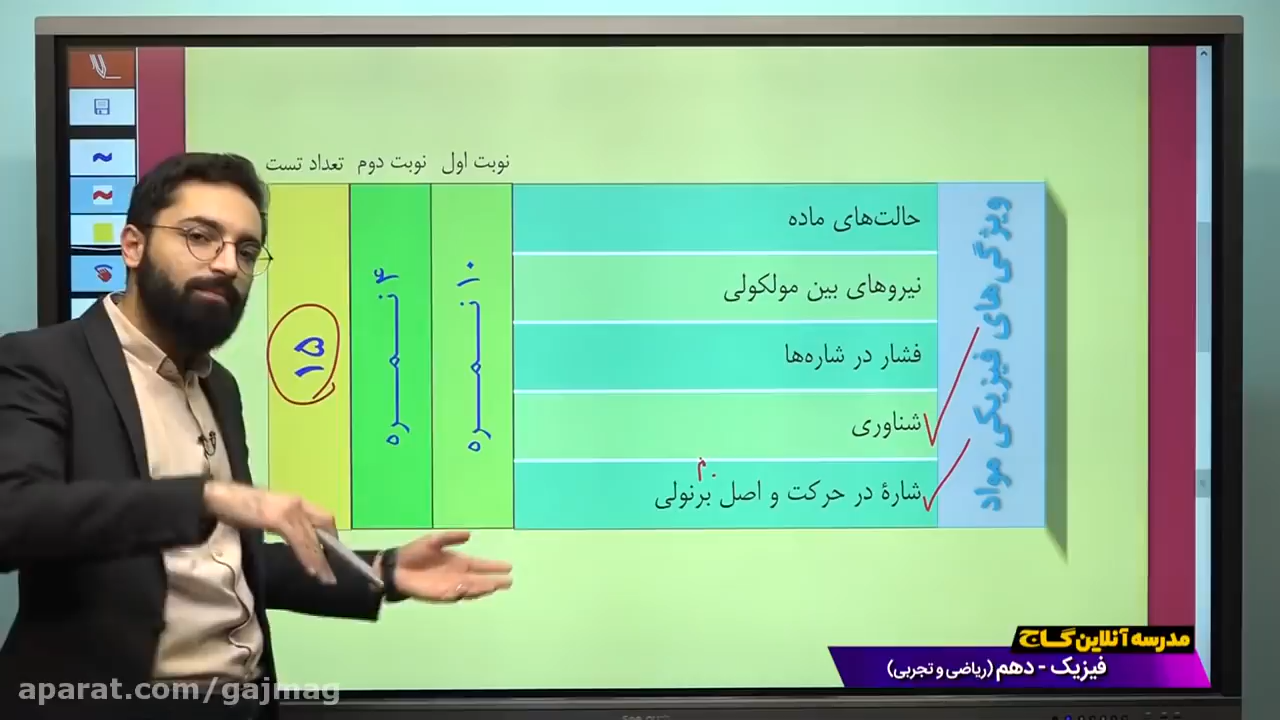 نوبت اول نوبت دوم تعداد تست
ویژگی‌های فیزیکی مواد
حالت‌های ماده
نیروهای بین مولکولی
فشار در شاره‌ها
شناوری
شارهٔ در حرکت و اصل برنولی
۱۰ نـــمـــره
۴ نـــمـــره
۱۵
مدرسه آنلاین گاج
فیزیک - دهم (ریاضی و تجربی)
aparat.com/gajmag